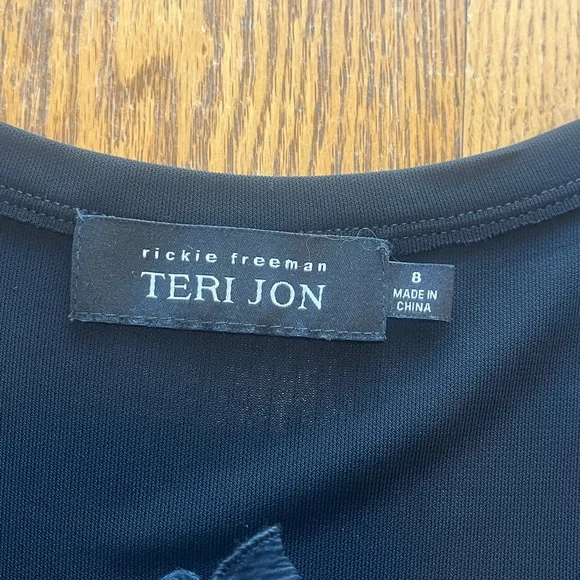 rickie freeman
TERI JON
8
MADE IN
CHINA